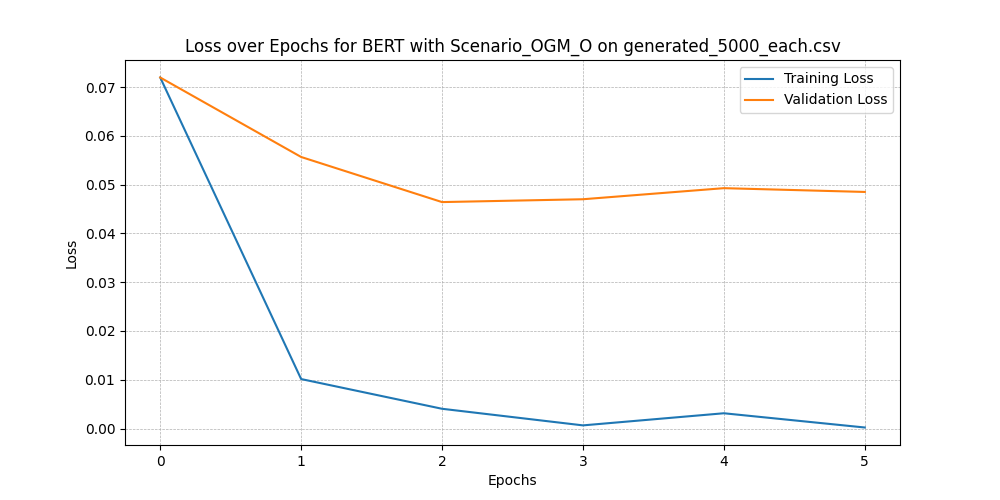 Loss over Epochs for BERT with Scenario_OGM_O on generated_5000_each.csv
Training Loss
Validation Loss
0.07
0.06
0.05
0.04
0.03
0.02
0.01
0.00
Loss
0 1 2 3 4 5
Epochs